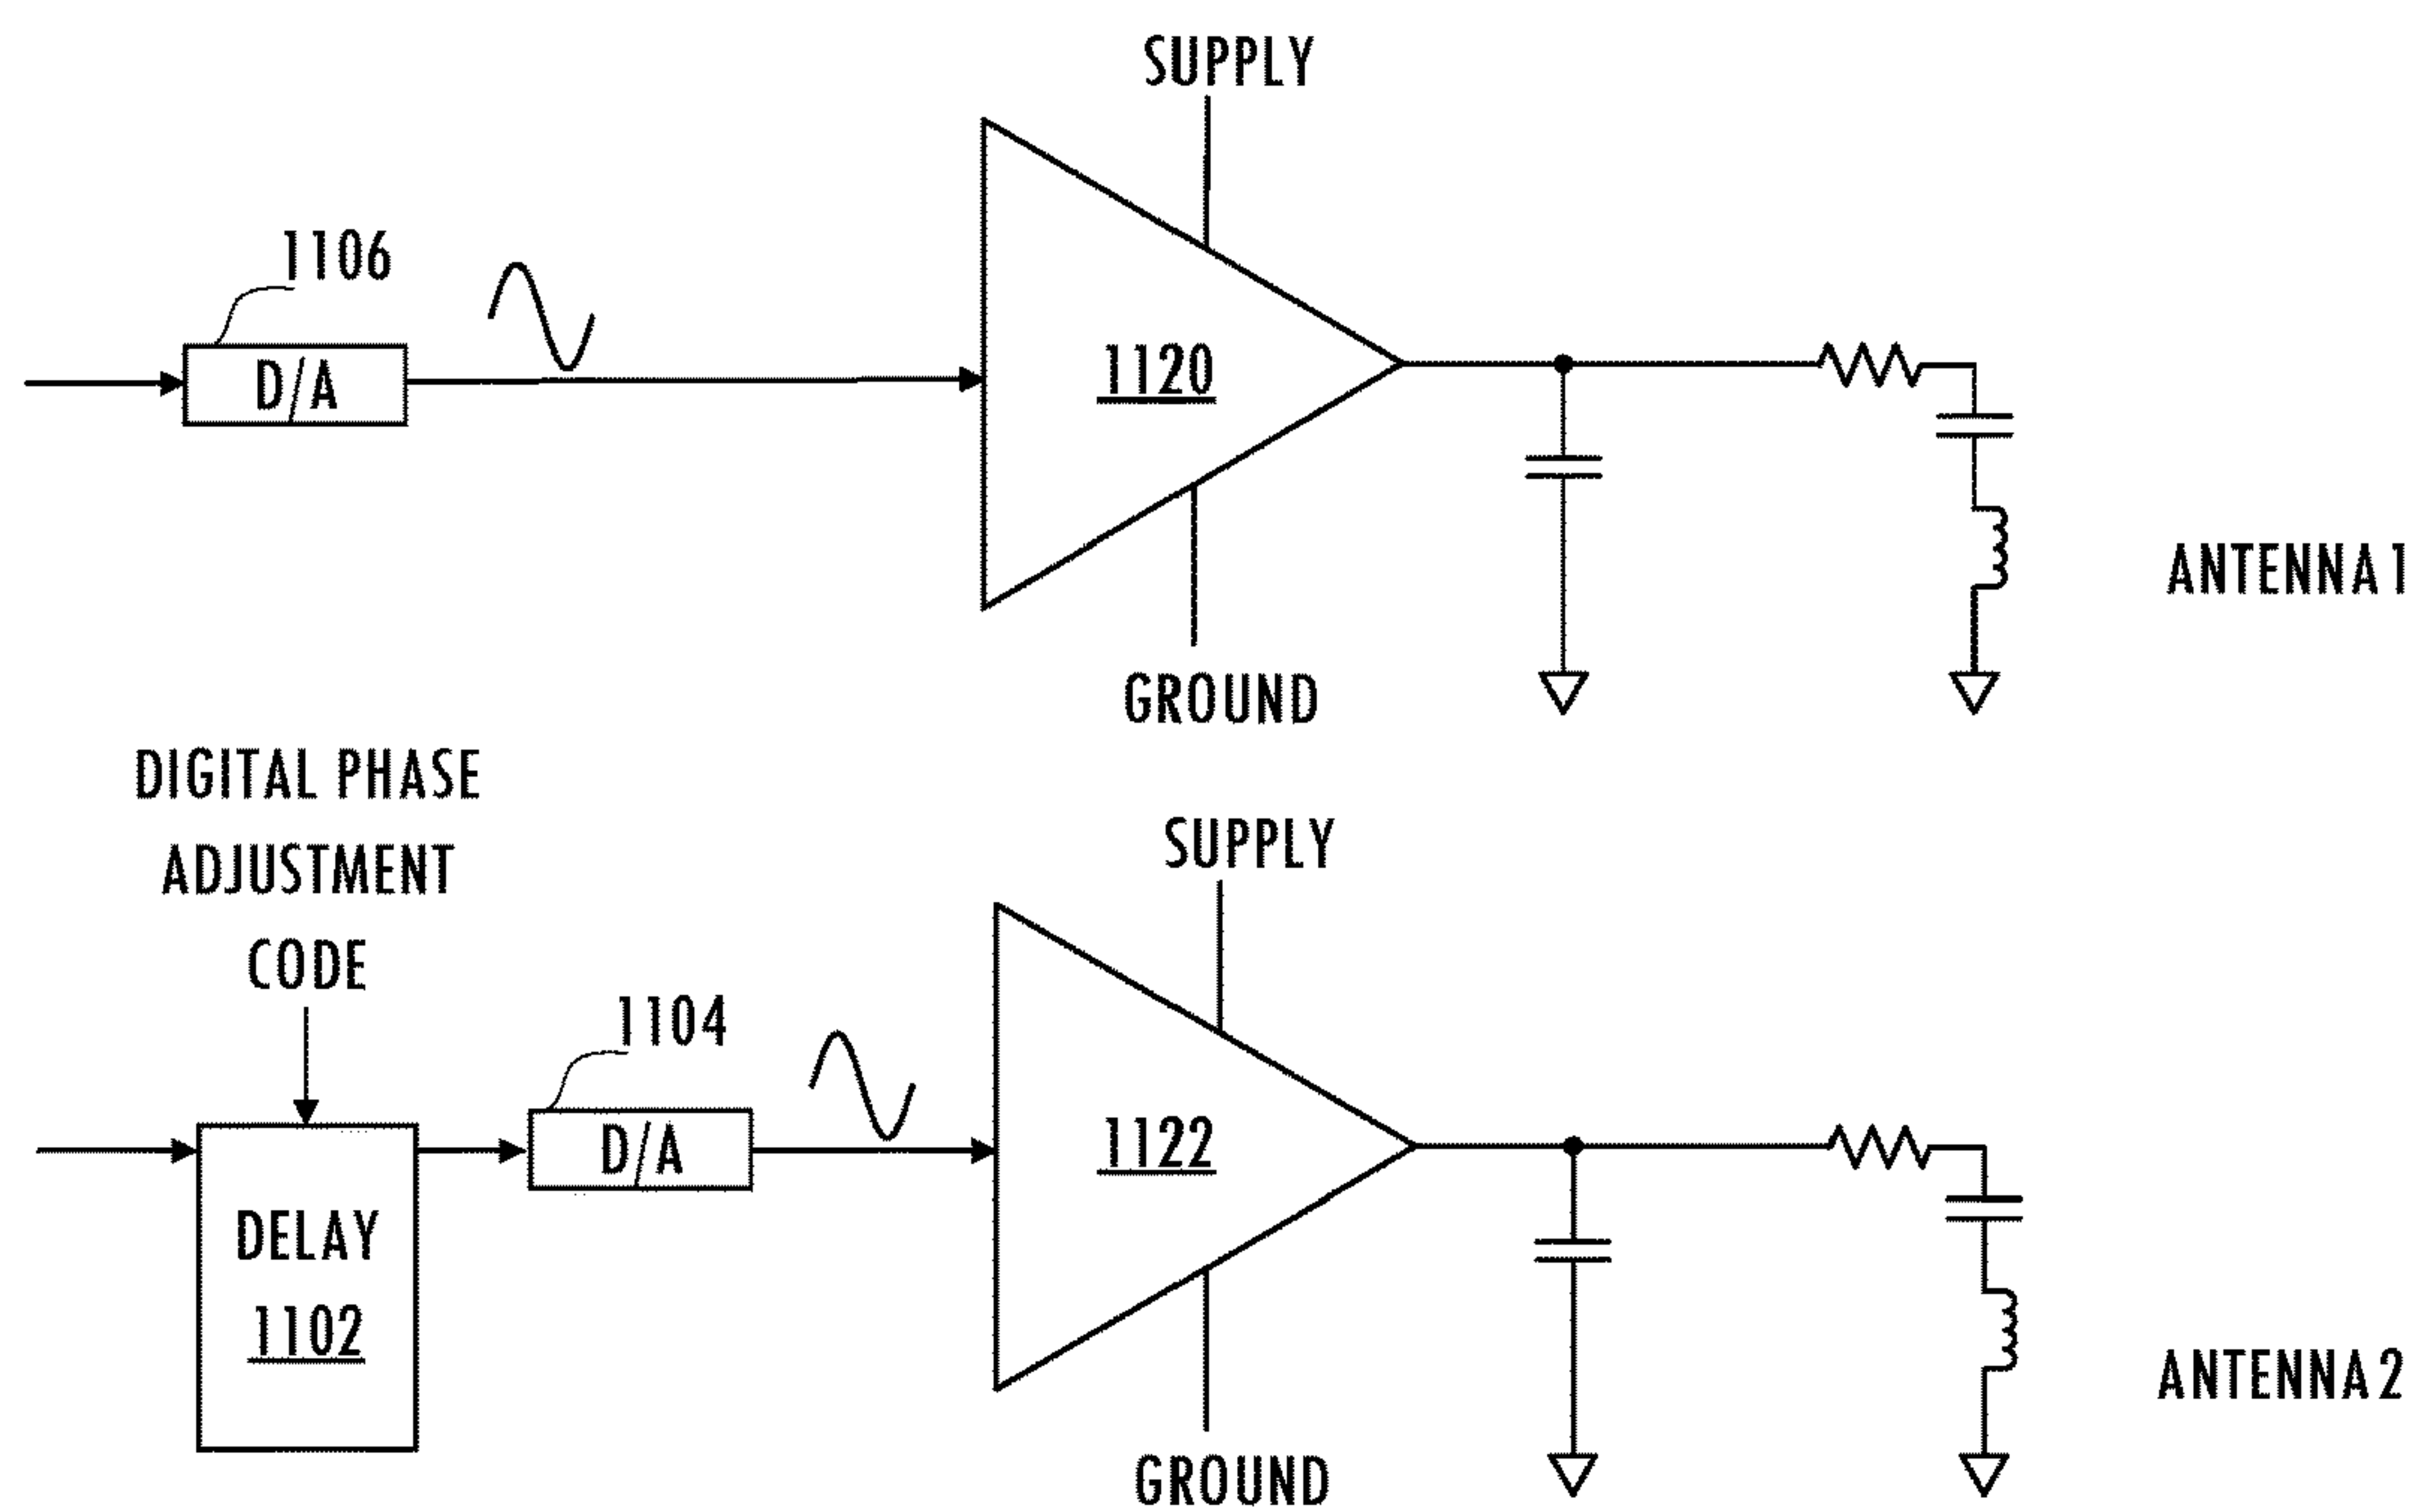 SUPPLY
1106
D/A
1120
ANTENNA 1
GROUND
DIGITAL PHASE
ADJUSTMENT
CODE
SUPPLY
1104
D/A
1122
DELAY
1102
ANTENNA 2
GROUND